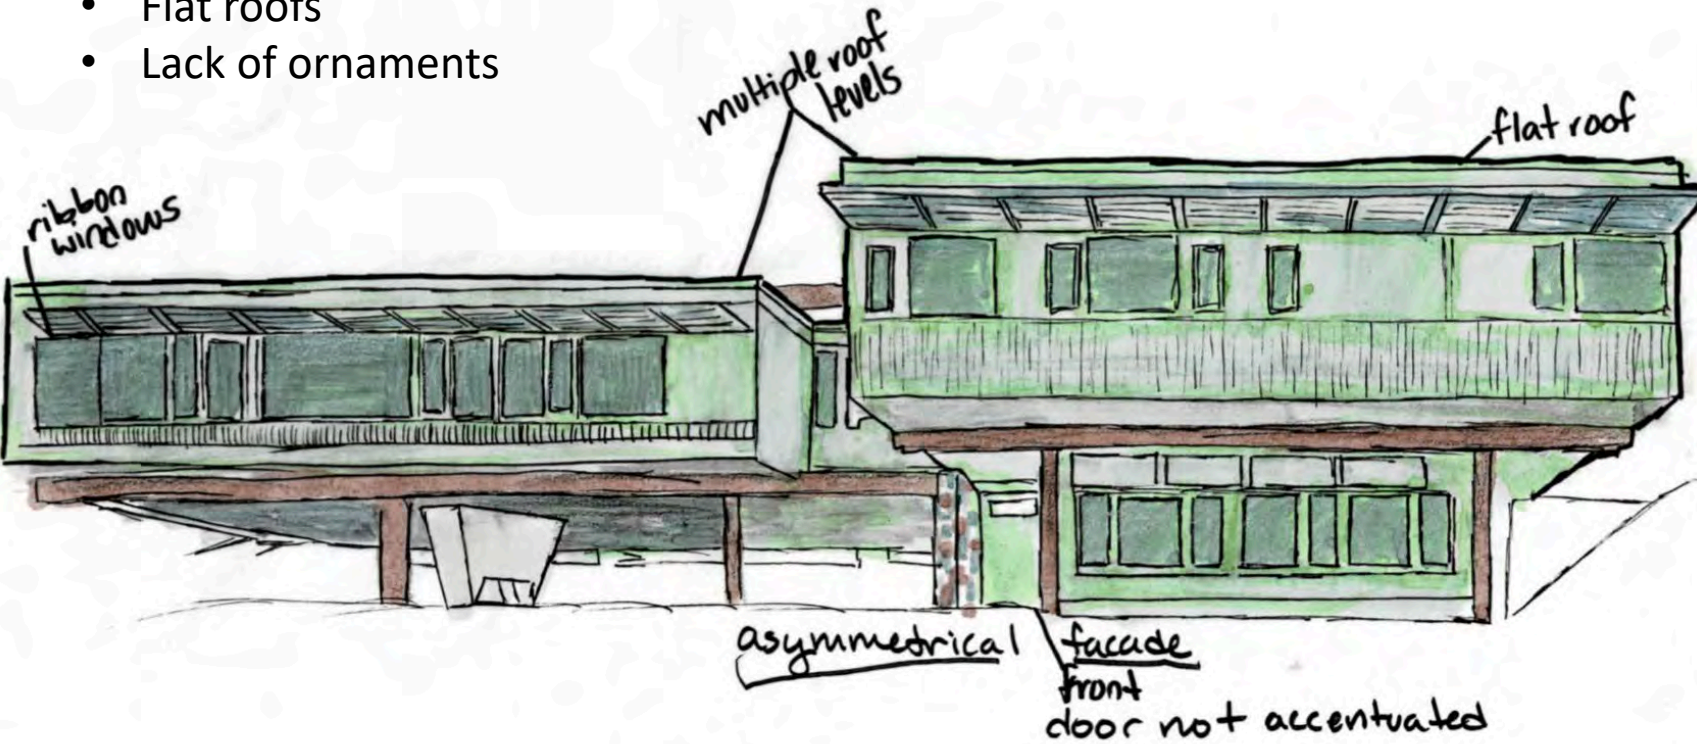 • Flat roofs
• Lack of ornaments
multiple roof
levels
flat roof
ribbon
windows
asymmetrical facade
front
door not accentuated